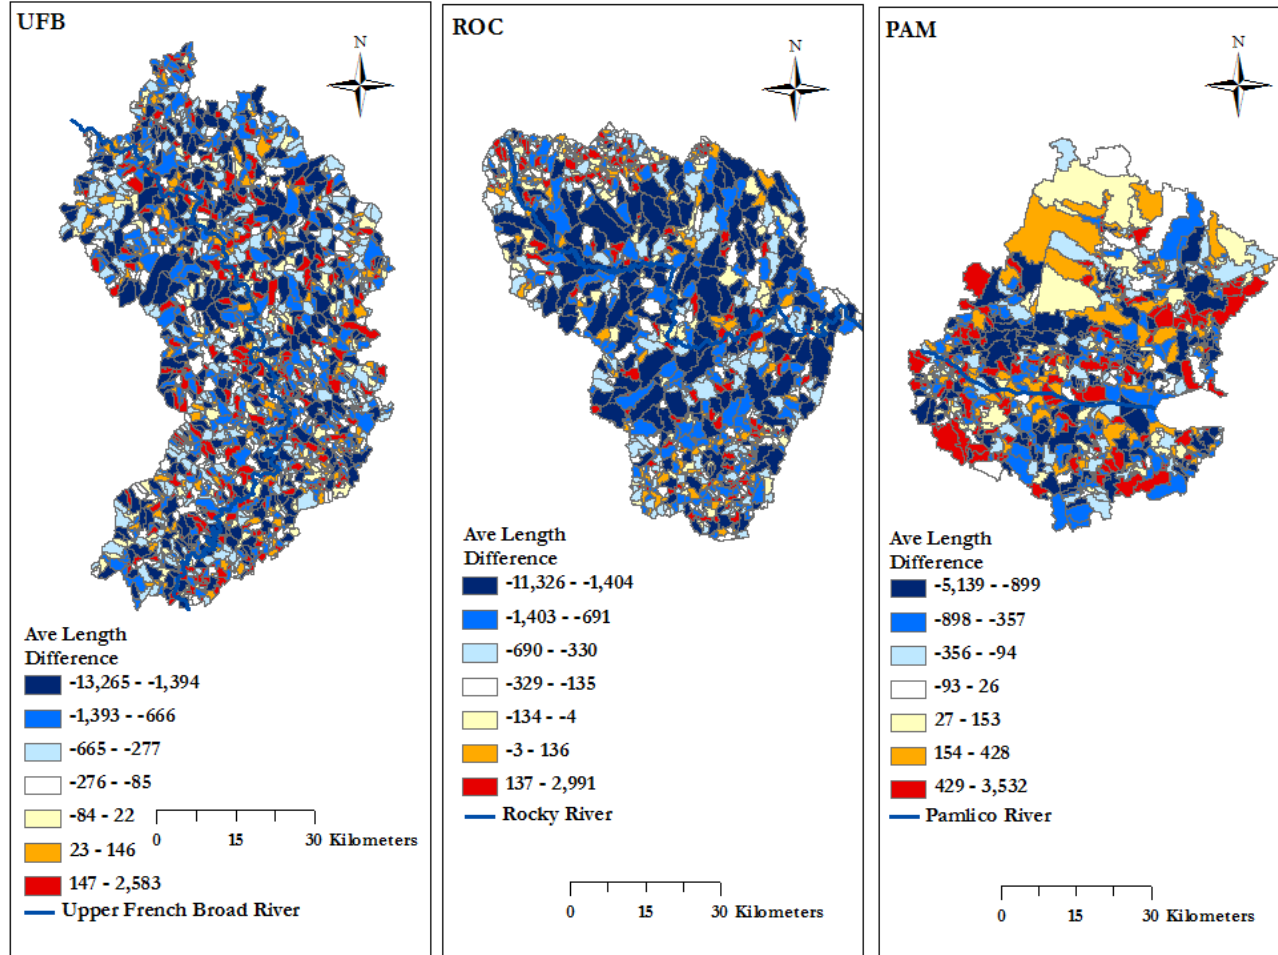 UFB
N
Ave Length
Difference
-13,265 - -1,394
-1,393 - -666
-665 - -277
-276 - -85
-84 - 22
23 - 146
147 - 2,583
Upper French Broad River
0 15 30 Kilometers
ROC
N
Ave Length
Difference
-11,326 - -1,404
-1,403 - -691
-690 - -330
-329 - -135
-134 - -4
-3 - 136
137 - 2,991
Rocky River
0 15 30 Kilometers
PAM
N
Ave Length
Difference
-5,139 - -899
-898 - -357
-356 - -94
-93 - 26
27 - 153
154 - 428
429 - 3,532
Pamlico River
0 15 30 Kilometers